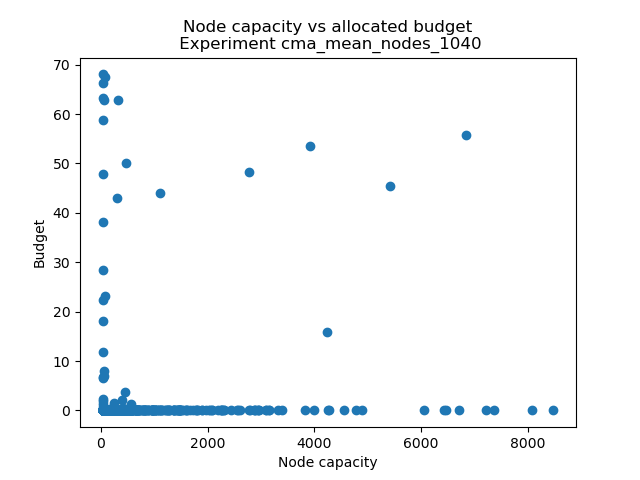 Node capacity vs allocated budget
Experiment cma_mean_nodes_1040
70
60
50
40
30
20
10
0
Budget
0 2000 4000 6000 8000
Node capacity